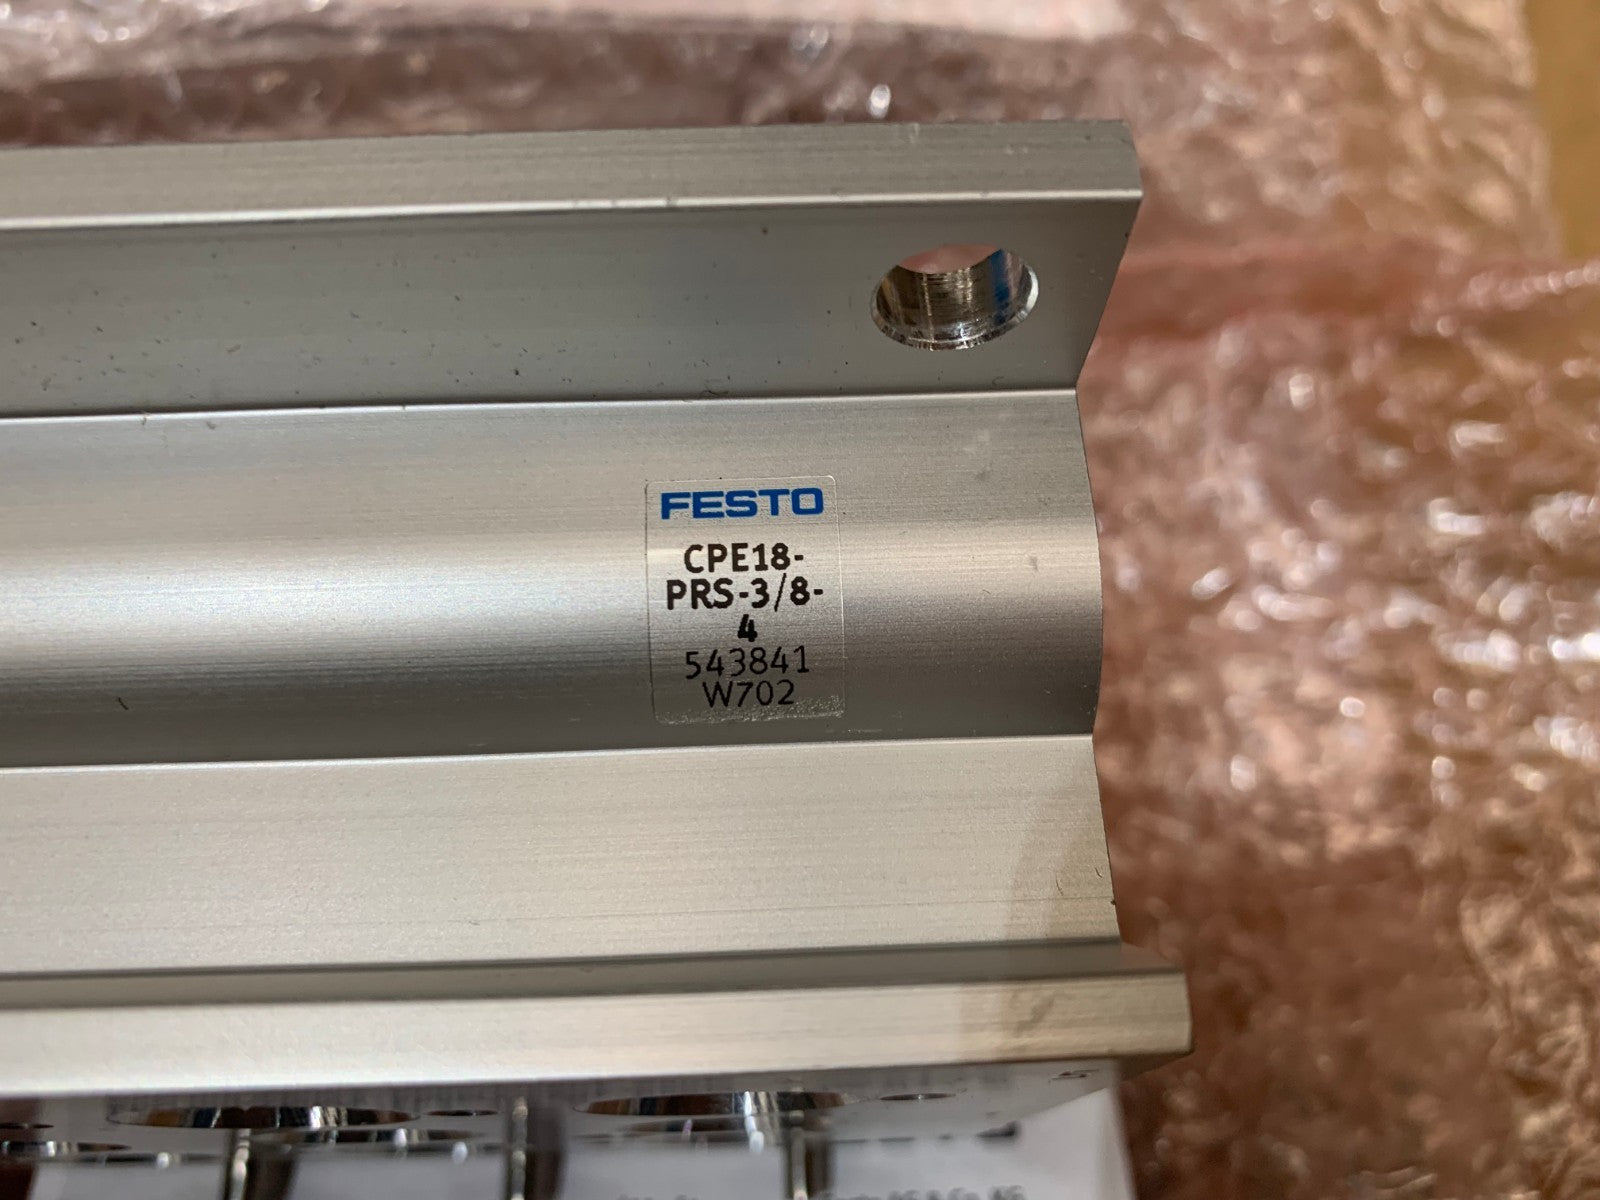 FESTO
CPE18-
PRS-3/8-
4
543841
W702